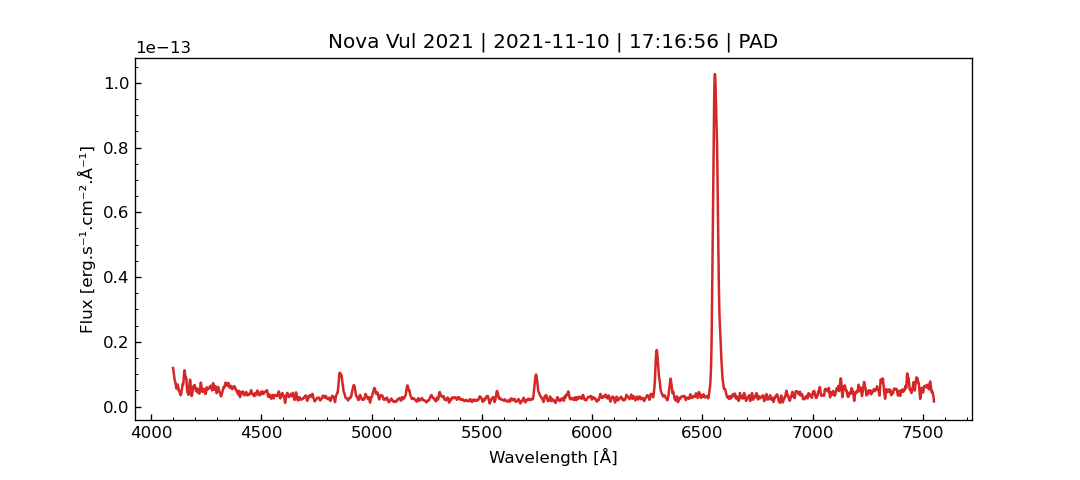 Nova Vul 2021 | 2021-11-10 | 17:16:56 | PAD
1e−13
1.0
0.8
0.6
0.4
0.2
0.0
Flux [erg.s⁻¹.cm⁻².Å⁻¹]
4000 4500 5000 5500 6000 6500 7000 7500
Wavelength [Å]